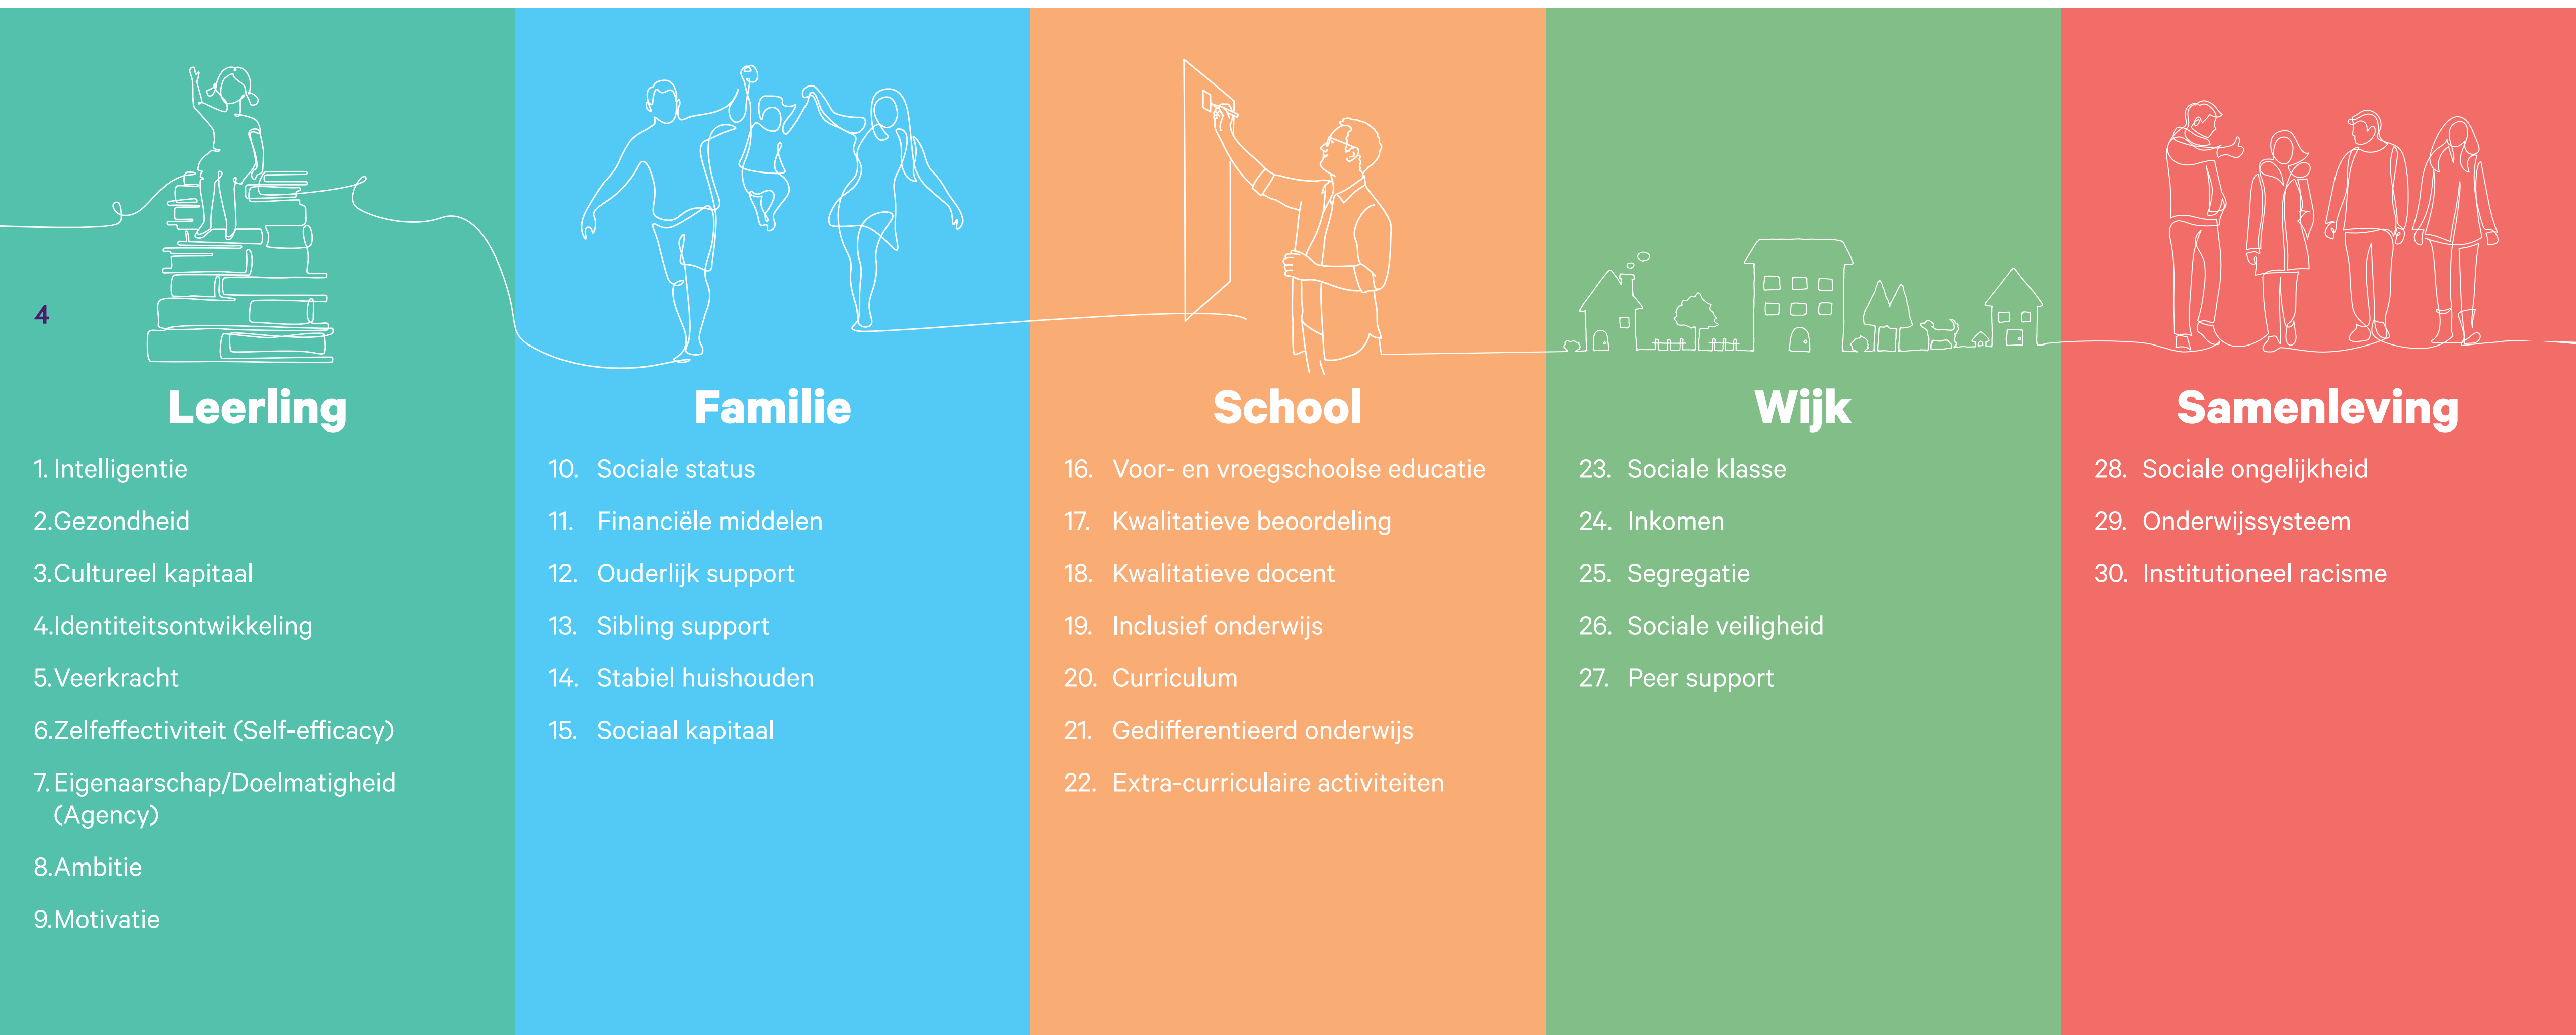 4
Leerling
1. Intelligentie
2.Gezondheid
3.Cultureel kapitaal
4.Identiteitsontwikkeling
5.Veerkracht
6.Zelfeffectiviteit (Self-efficacy)
7. Eigenaarschap/Doelmatigheid
(Agency)
8.Ambitie
9.Motivatie
Familie
10. Sociale status
11. Financiële middelen
12. Ouderlijk support
13. Sibling support
14. Stabiel huishouden
15. Sociaal kapitaal
School
16. Voor- en vroegschoolse educatie
17. Kwalitatieve beoordeling
18. Kwalitatieve docent
19. Inclusief onderwijs
20. Curriculum
21. Gedifferentieerd onderwijs
22. Extra-curriculaire activiteiten
Wijk
23. Sociale klasse
24. Inkomen
25. Segregatie
26. Sociale veiligheid
27. Peer support
Samenleving
28. Sociale ongelijkheid
29. Onderwijssysteem
30. Institutioneel racisme